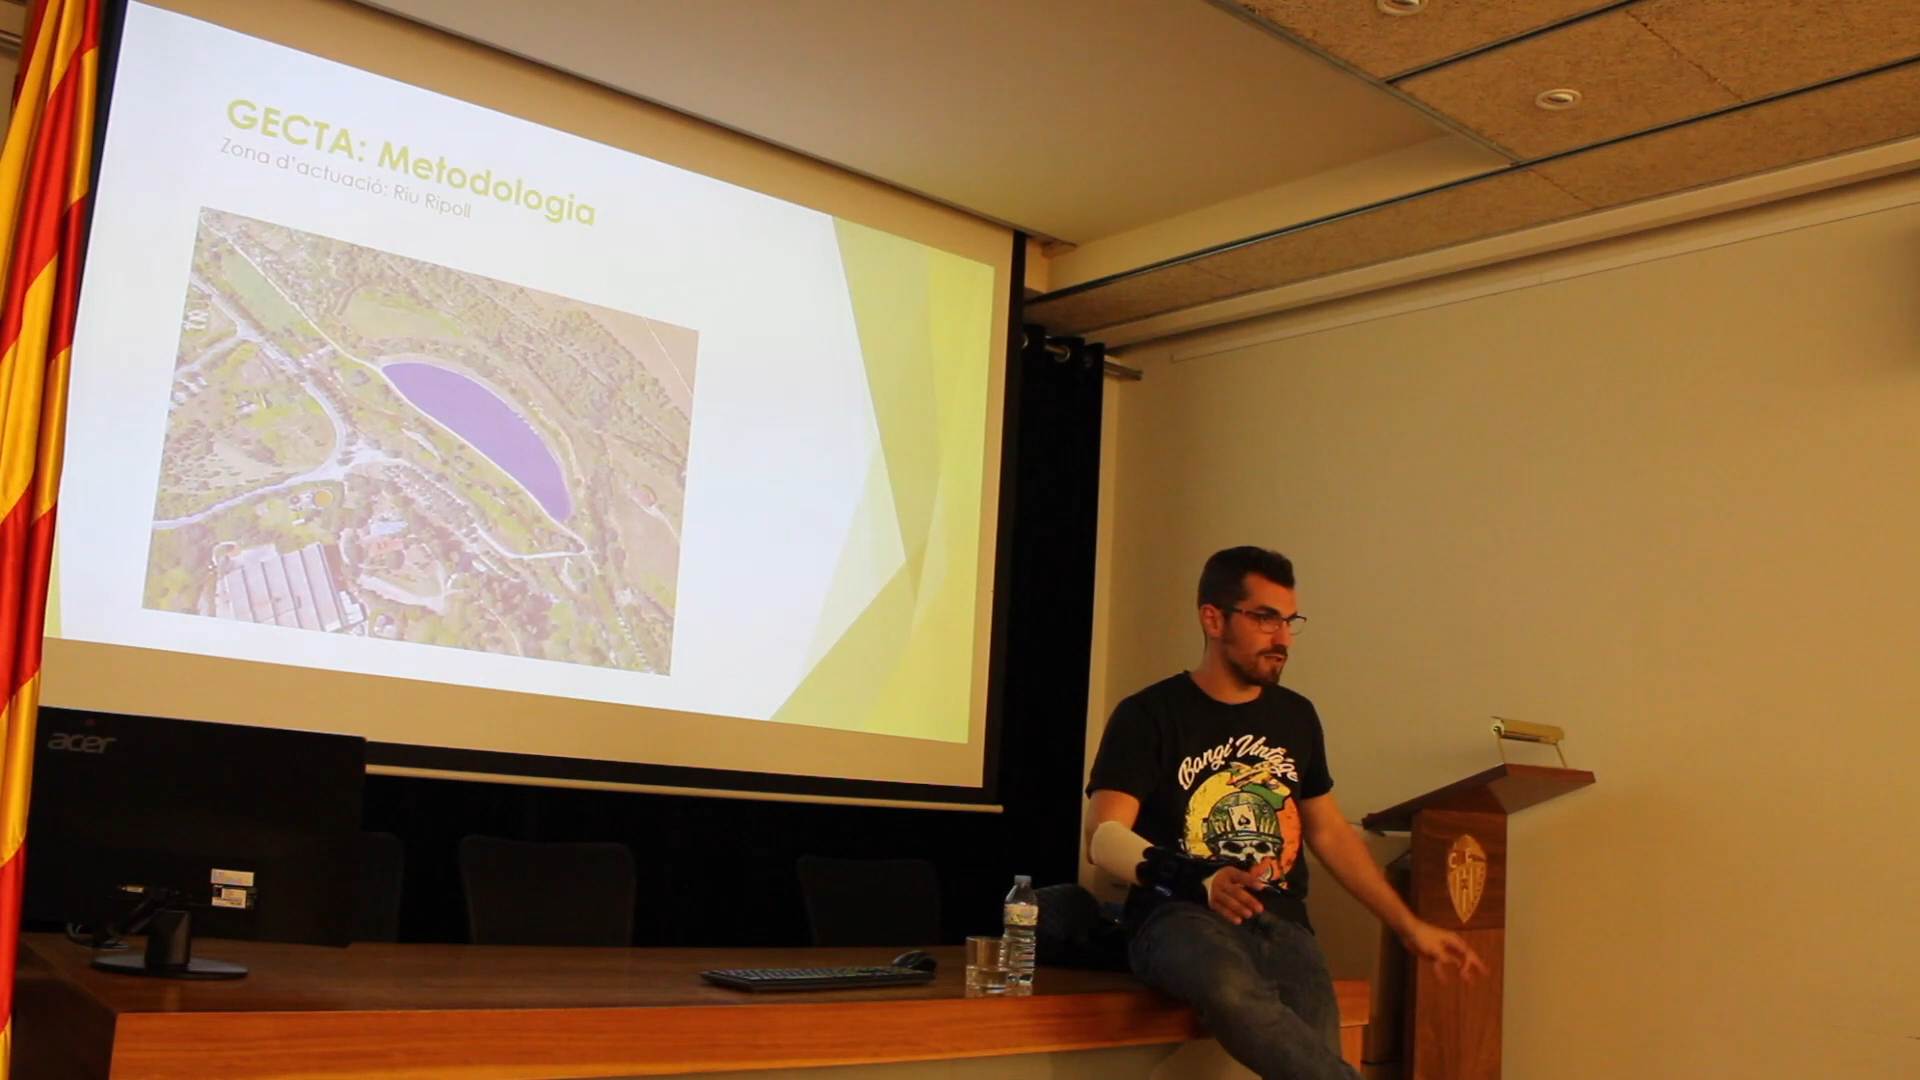 GECTA: Metodologia
Zona d'actuació: Riu Ripoll
acer
Bangi Vintage
C E